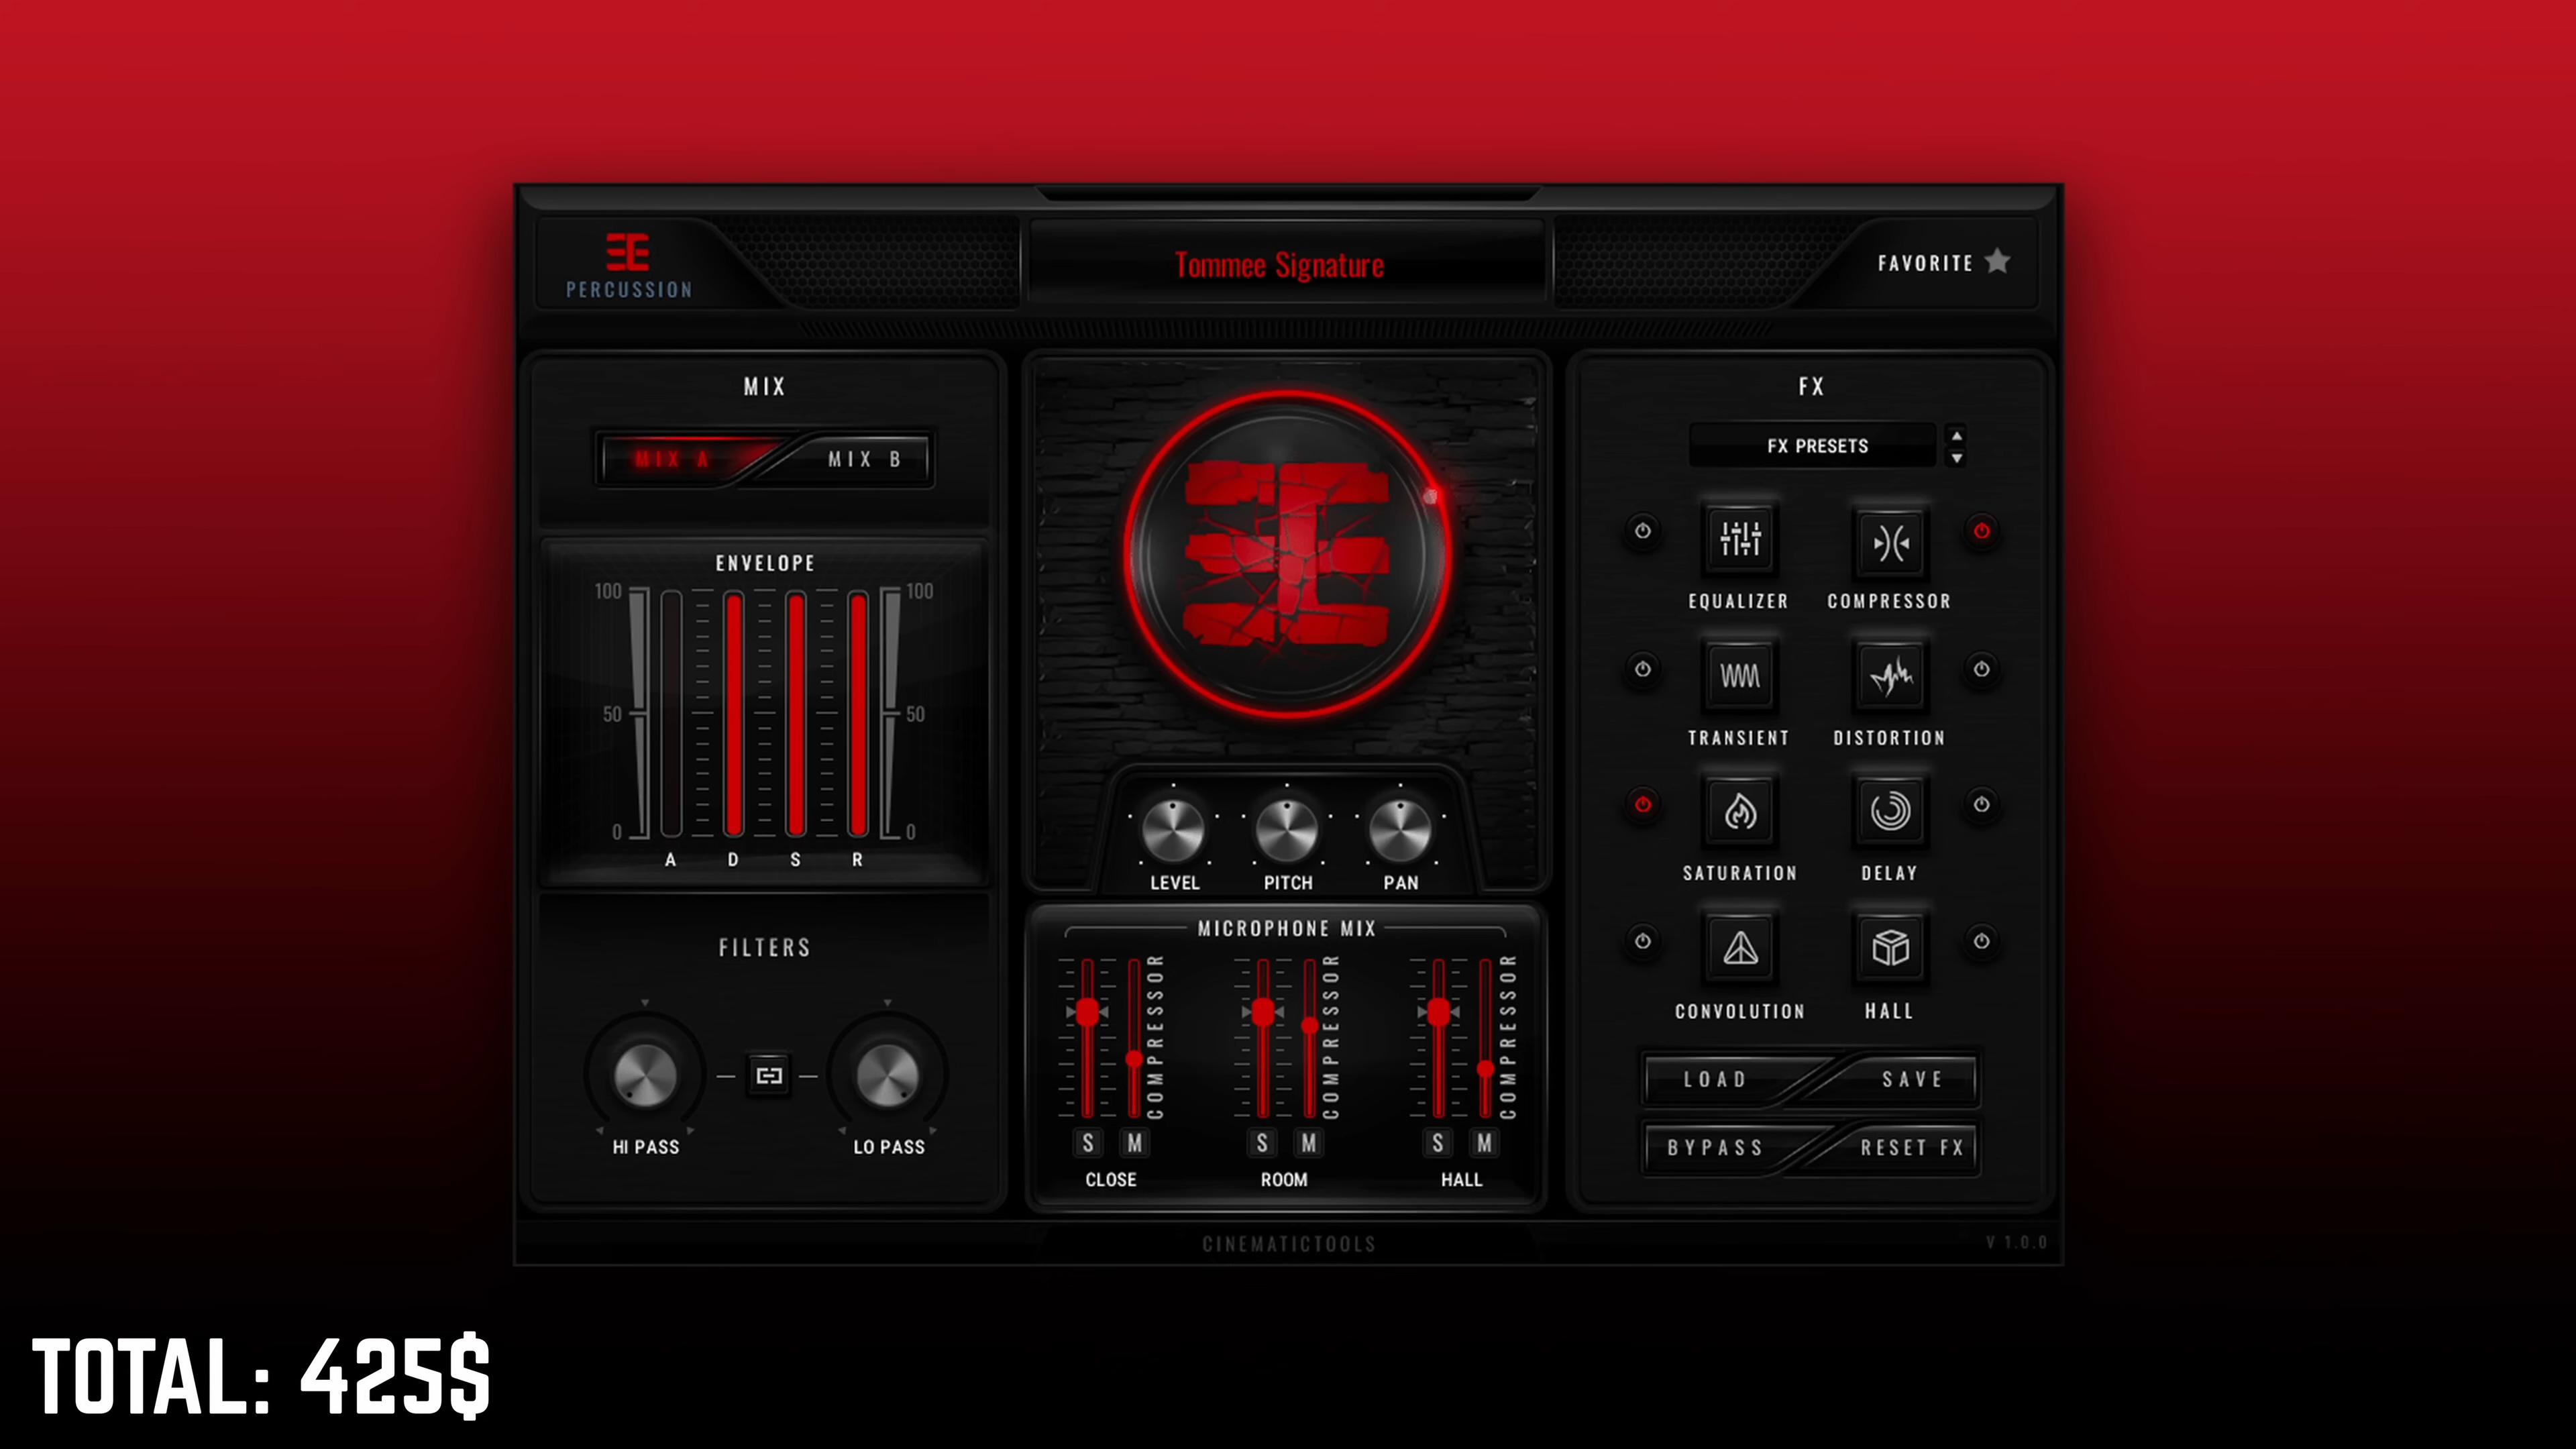 PERCUSSION
Tommee Signature
FAVORITE
MIX
MIX A
MIX B
ENVELOPE
100
100
50
50
0
0
A D S R
FILTERS
HI PASS
LO PASS
LEVEL
PITCH
PAN
MICROPHONE MIX
COMPRESSOR
COMPRESSOR
COMPRESSOR
S M
S M
S M
CLOSE
ROOM
HALL
FX
FX PRESETS
EQUALIZER
COMPRESSOR
TRANSIENT
DISTORTION
SATURATION
DELAY
CONVOLUTION
HALL
LOAD
SAVE
BYPASS
RESET FX
CINEMATICTOOLS
V 1.0.0
TOTAL: 425$